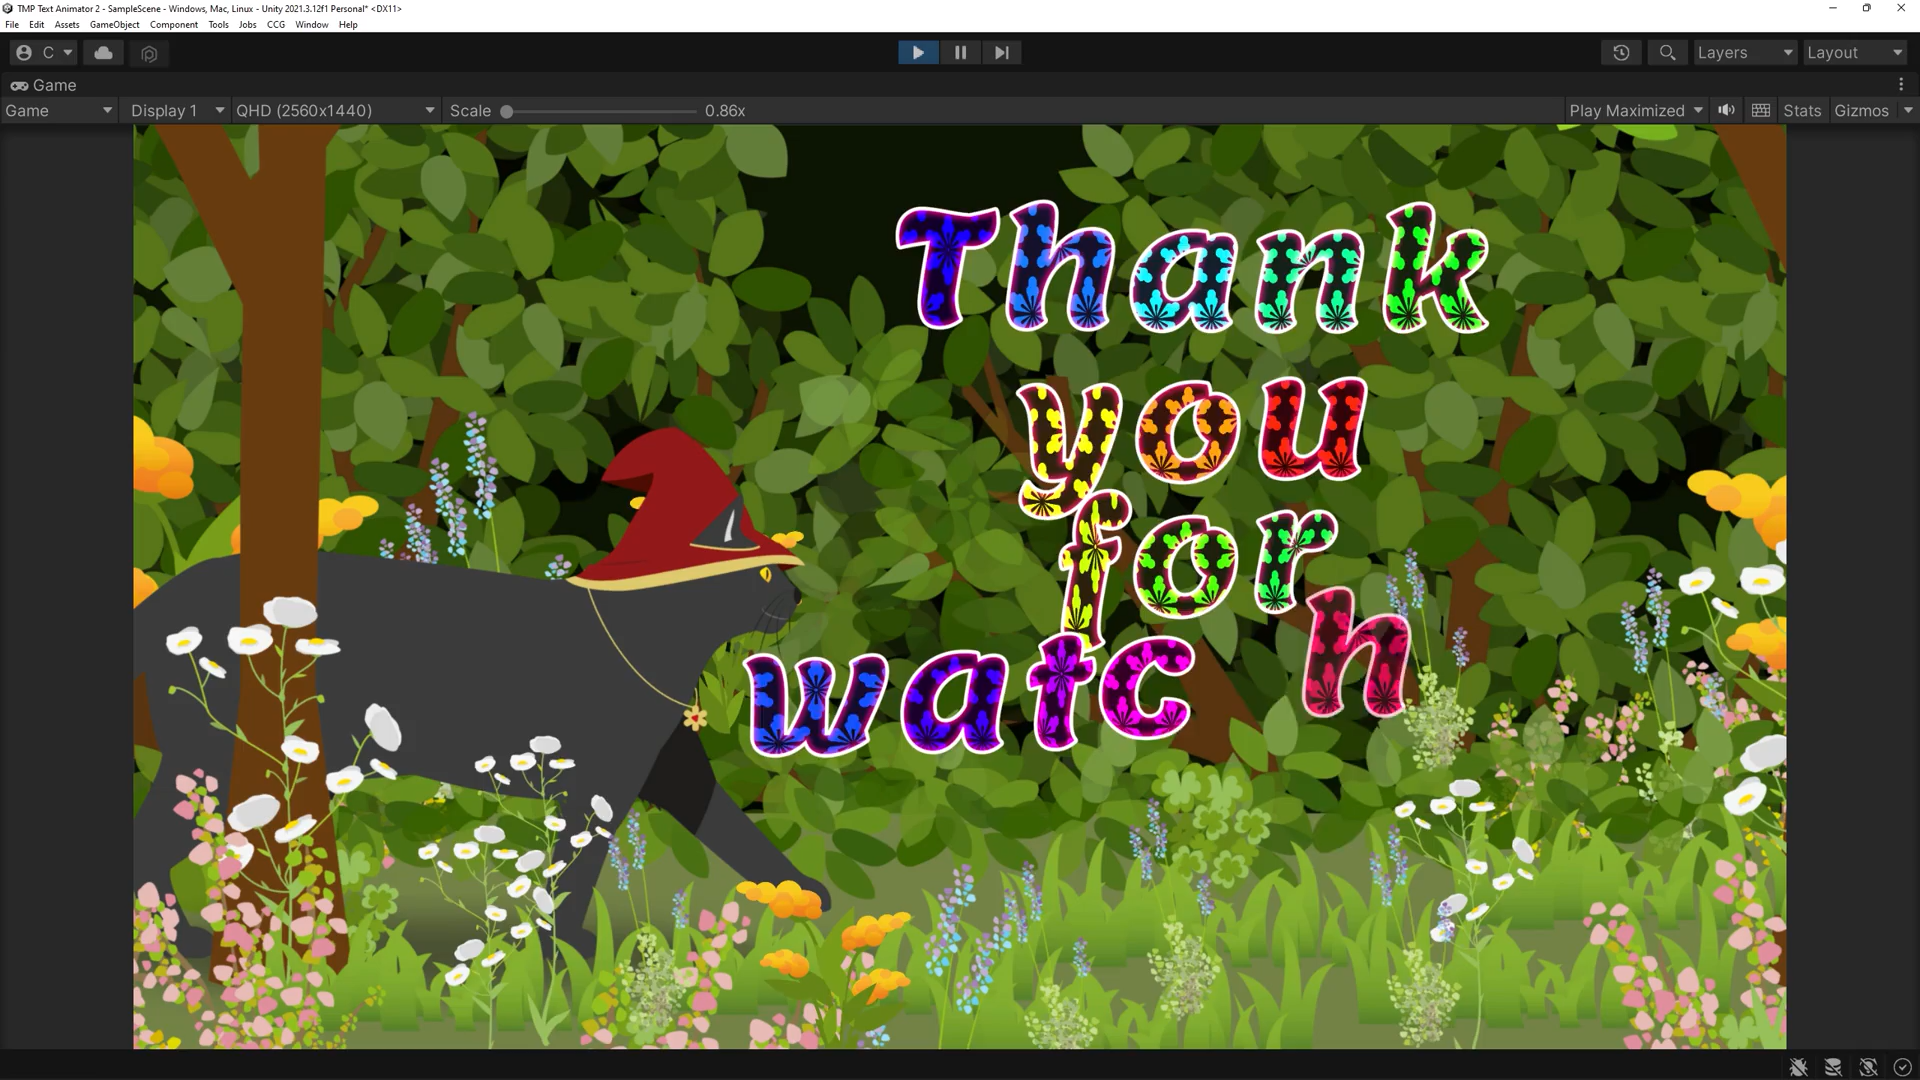 TMP Text Animator 2 - SampleScene - Windows, Mac, Linux - Unity 2021.3.12f1 Personal* <DX11>
File Edit Assets GameObject Component Tools Jobs CCG Window Help
C Layers Layout
Game
Game Display 1 QHD (2560x1440) Scale 0.86x Play Maximized Stats Gizmos
Thank
you
for
watch